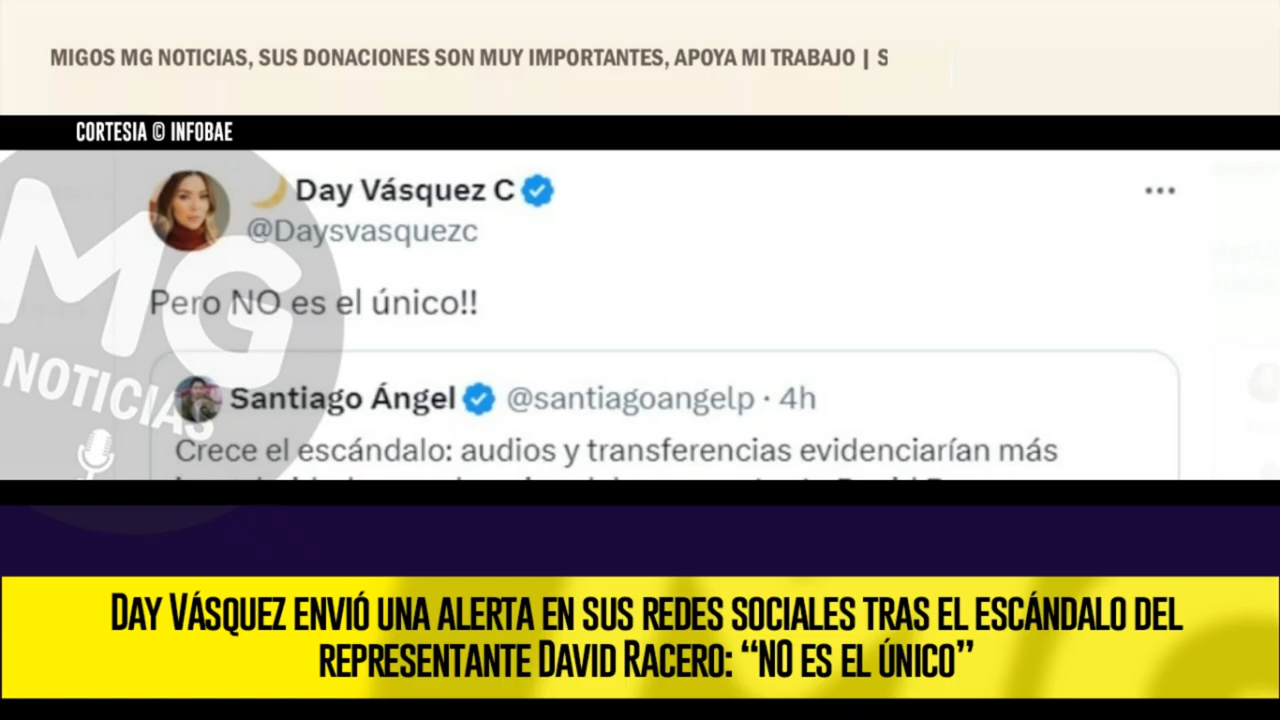 MIGOS MG NOTICIAS, SUS DONACIONES SON MUY IMPORTANTES, APOYA MI TRABAJO | S
CORTESIA © INFOBAE
Day Vásquez C
@Daysvasquezc
Pero NO es el único!!
MG
NOTICIAS
Santiago Ángel @santiagoangelp · 4h
Crece el escándalo: audios y transferencias evidenciarían más
DAY VÁSQUEZ ENVIÓ UNA ALERTA EN SUS REDES SOCIALES TRAS EL ESCÁNDALO DEL
REPRESENTANTE DAVID RACERO: “NO ES EL ÚNICO”